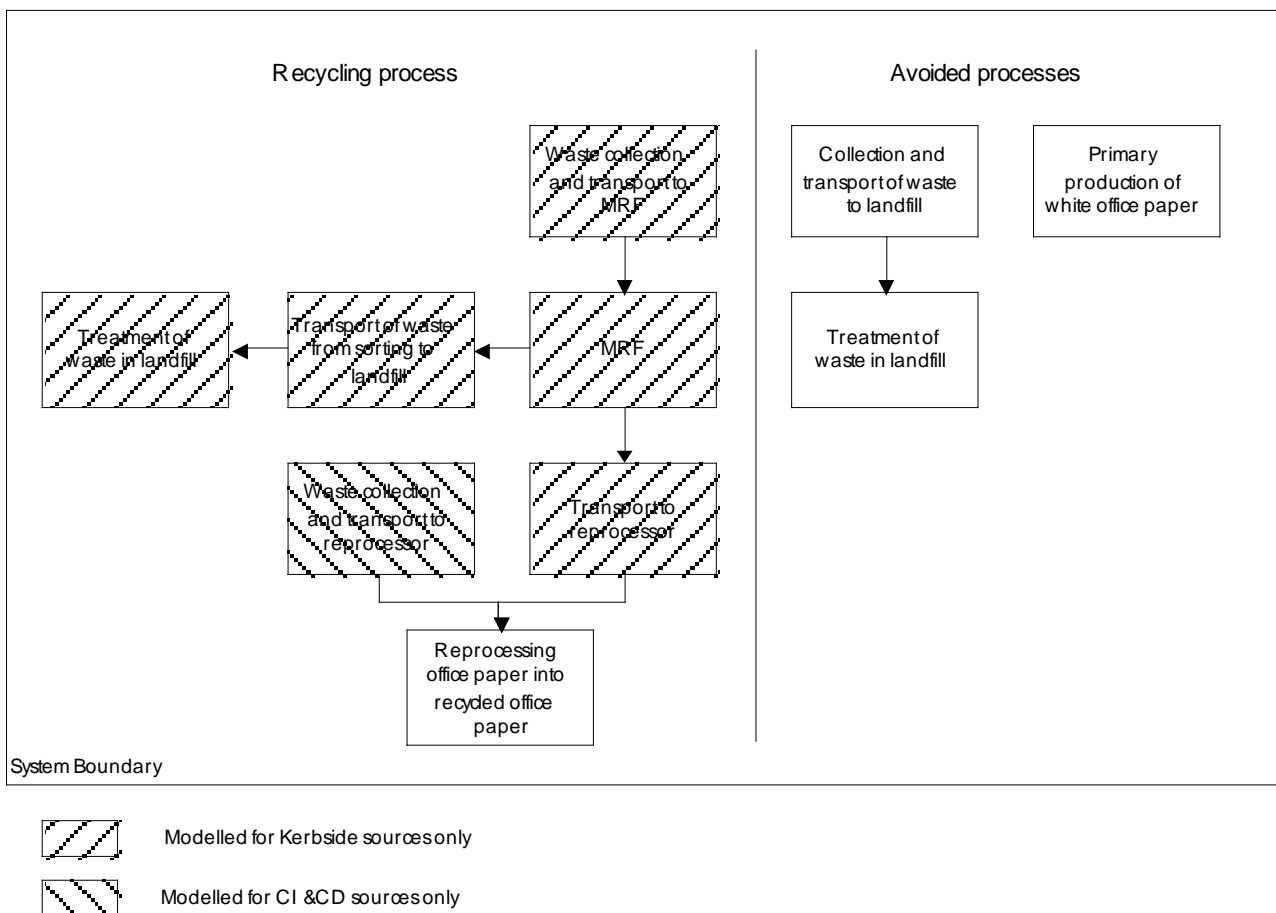 Recycling process
Avoided processes
Waste collection
and transport to
MRF
Collection and
transport of waste
to landfill
Primary
production of
white office paper
Treatment of
waste in landfill
Transport of waste
from sorting to
landfill
MRF
Treatment of
waste in landfill
Waste collection
and transport to
reprocessor
Transport to
reprocessor
Reprocessing
office paper into
recycled office
paper
System Boundary
Modelled for Kerbside sources only
Modelled for CI &CD sources only